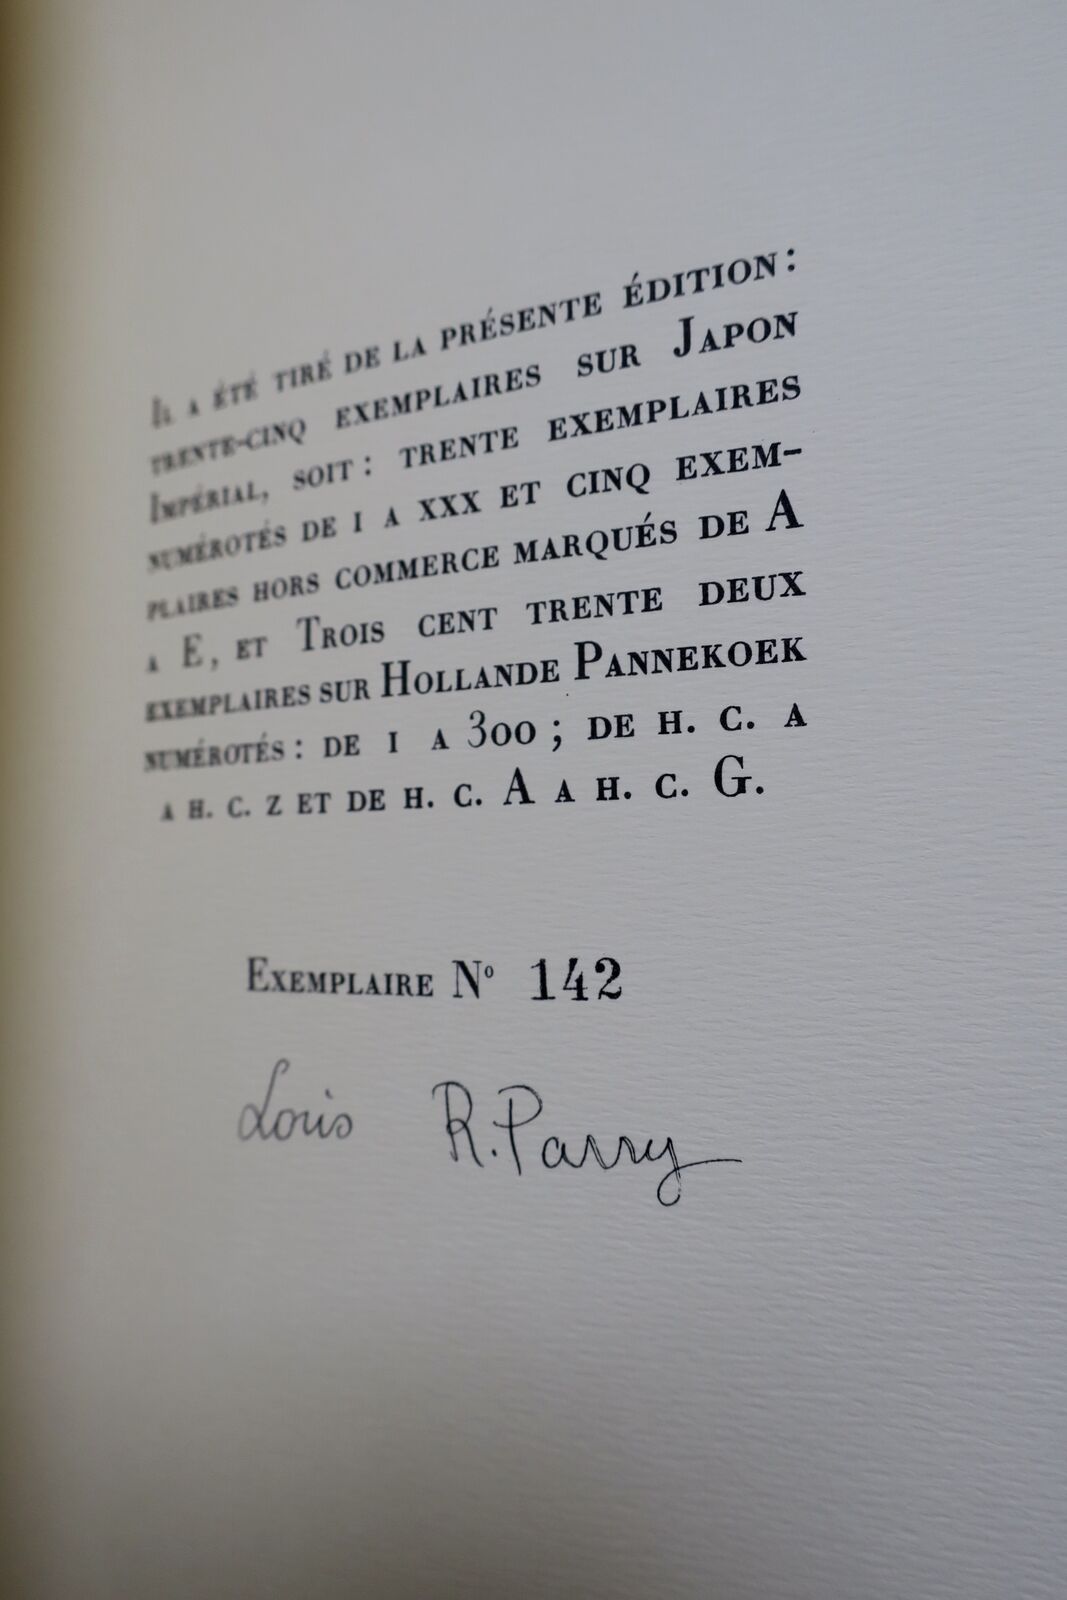 Il a été tiré de la présente édition :
trente-cinq exemplaires sur Japon
Impérial, soit : trente exemplaires
numérotés de I a XXX et cinq exem-
plaires hors commerce marqués de A
a E, et Trois cent trente deux
exemplaires sur Hollande Pannekoek
numérotés : de I a 300 ; de h. c. a
a h. c. z et de h. c. A a h. c. G.
Exemplaire Nº 142
Loris R. Parry